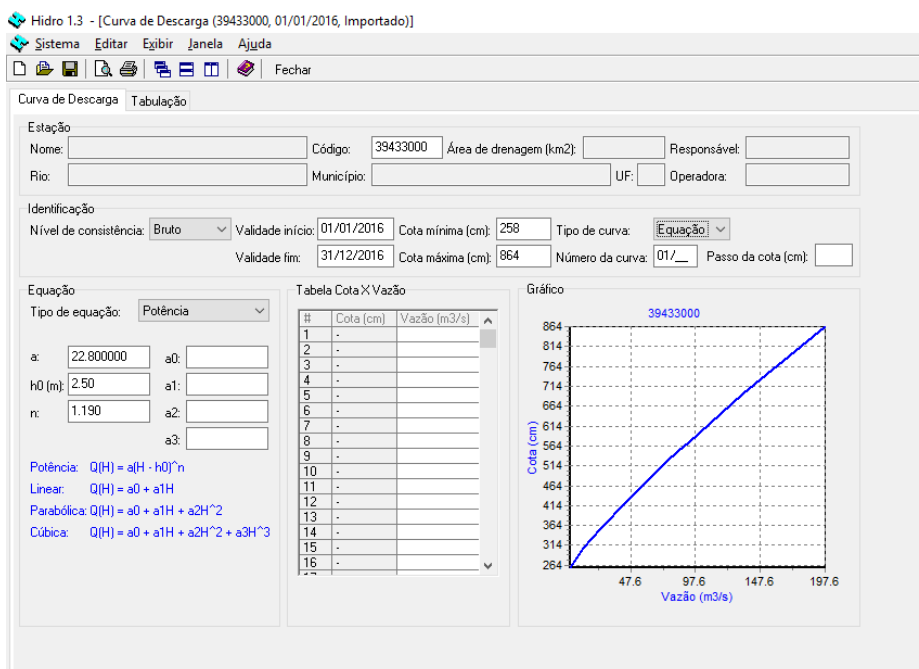 Hidro 1.3 - [Curva de Descarga (39433000, 01/01/2016, Importado)]
Sistema Editar Exibir Janela Ajuda
Fechar
Curva de Descarga Tabulação
Estação
Nome: Código: 39433000 Área de drenagem (km2): Responsável:
Rio: Município: UF: Operadora:
Identificação
Nível de consistência: Bruto Validade início: 01/01/2016 Cota mínima (cm): 258 Tipo de curva: Equação
Validade fim: 31/12/2016 Cota máxima (cm): 864 Número da curva: 01/__ Passo da cota (cm):
Equação
Tipo de equação: Potência
a: 22.800000 a0:
h0 (m): 2.50 a1:
n: 1.190 a2:
a3:
Potência: Q(H) = a(H - h0)^n
Linear: Q(H) = a0 + a1H
Parabólica: Q(H) = a0 + a1H + a2H^2
Cúbica: Q(H) = a0 + a1H + a2H^2 + a3H^3
Tabela Cota X Vazão
# Cota (cm) Vazão (m3/s)
1 -
2 -
3 -
4 -
5 -
6 -
7 -
8 -
9 -
10 -
11 -
12 -
13 -
14 -
15 -
16 -
Gráfico
39433000
Cota (cm)
864
814
764
714
664
614
564
514
464
414
364
314
264
47.6 97.6 147.6 197.6
Vazão (m3/s)